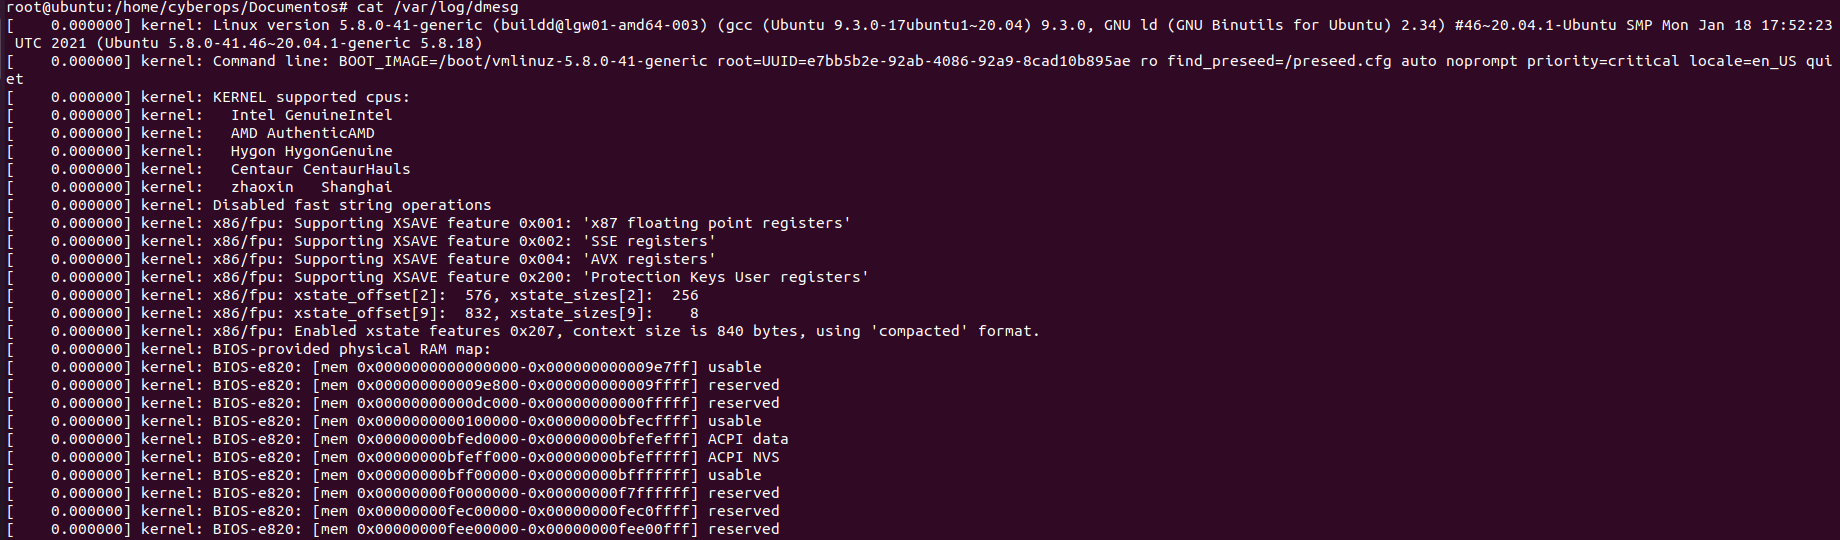 root@ubuntu:/home/cyberops/Documentos# cat /var/log/dmesg
[    0.000000] kernel: Linux version 5.8.0-41-generic (buildd@lgw01-amd64-003) (gcc (Ubuntu 9.3.0-17ubuntu1~20.04) 9.3.0, GNU ld (GNU Binutils for Ubuntu) 2.34) #46~20.04.1-Ubuntu SMP Mon Jan 18 17:52:23
 UTC 2021 (Ubuntu 5.8.0-41.46~20.04.1-generic 5.8.18)
[    0.000000] kernel: Command line: BOOT_IMAGE=/boot/vmlinuz-5.8.0-41-generic root=UUID=e7bb5b2e-92ab-4086-92a9-8cad10b895ae ro find_preseed=/preseed.cfg auto noprompt priority=critical locale=en_US qui
et
[    0.000000] kernel: KERNEL supported cpus:
[    0.000000] kernel:   Intel GenuineIntel
[    0.000000] kernel:   AMD AuthenticAMD
[    0.000000] kernel:   Hygon HygonGenuine
[    0.000000] kernel:   Centaur CentaurHauls
[    0.000000] kernel:   zhaoxin   Shanghai
[    0.000000] kernel: Disabled fast string operations
[    0.000000] kernel: x86/fpu: Supporting XSAVE feature 0x001: 'x87 floating point registers'
[    0.000000] kernel: x86/fpu: Supporting XSAVE feature 0x002: 'SSE registers'
[    0.000000] kernel: x86/fpu: Supporting XSAVE feature 0x004: 'AVX registers'
[    0.000000] kernel: x86/fpu: Supporting XSAVE feature 0x200: 'Protection Keys User registers'
[    0.000000] kernel: x86/fpu: xstate_offset[2]:  576, xstate_sizes[2]:  256
[    0.000000] kernel: x86/fpu: xstate_offset[9]:  832, xstate_sizes[9]:    8
[    0.000000] kernel: x86/fpu: Enabled xstate features 0x207, context size is 840 bytes, using 'compacted' format.
[    0.000000] kernel: BIOS-provided physical RAM map:
[    0.000000] kernel: BIOS-e820: [mem 0x0000000000000000-0x000000000009e7ff] usable
[    0.000000] kernel: BIOS-e820: [mem 0x000000000009e800-0x000000000009ffff] reserved
[    0.000000] kernel: BIOS-e820: [mem 0x00000000000dc000-0x00000000000fffff] reserved
[    0.000000] kernel: BIOS-e820: [mem 0x0000000000100000-0x00000000bfecffff] usable
[    0.000000] kernel: BIOS-e820: [mem 0x00000000bfed0000-0x00000000bfefefff] ACPI data
[    0.000000] kernel: BIOS-e820: [mem 0x00000000bfeff000-0x00000000bfefffff] ACPI NVS
[    0.000000] kernel: BIOS-e820: [mem 0x00000000bff00000-0x00000000bfffffff] usable
[    0.000000] kernel: BIOS-e820: [mem 0x00000000f0000000-0x00000000f7ffffff] reserved
[    0.000000] kernel: BIOS-e820: [mem 0x00000000fec00000-0x00000000fec0ffff] reserved
[    0.000000] kernel: BIOS-e820: [mem 0x00000000fee00000-0x00000000fee00fff] reserved